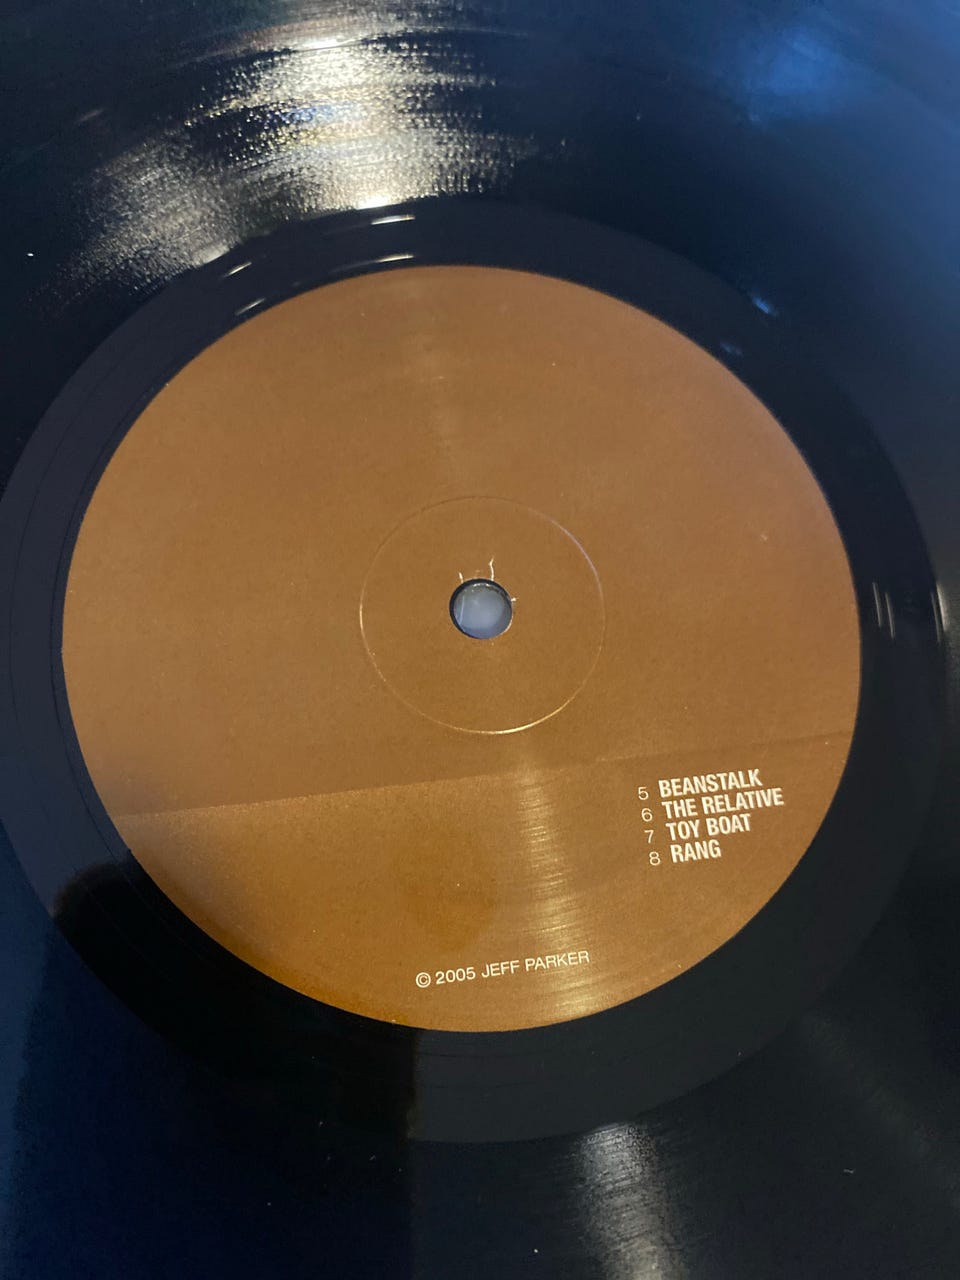 5 BEANSTALK
6 THE RELATIVE
7 TOY BOAT
8 RANG
© 2005 JEFF PARKER